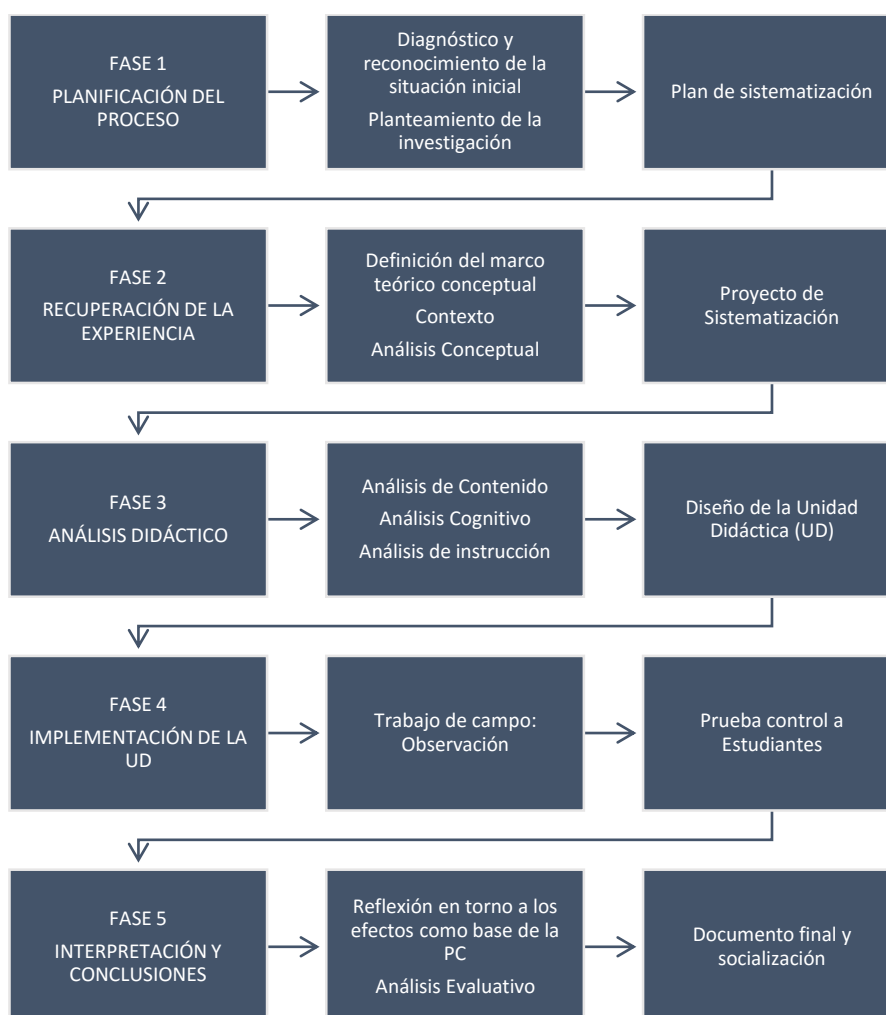 FASE 1
PLANIFICACIÓN DEL
PROCESO
Diagnóstico y
reconocimiento de la
situación inicial
Planteamiento de la
investigación
Plan de sistematización
FASE 2
RECUPERACIÓN DE LA
EXPERIENCIA
Definición del marco
teórico conceptual
Contexto
Análisis Conceptual
Proyecto de
Sistematización
FASE 3
ANÁLISIS DIDÁCTICO
Análisis de Contenido
Análisis Cognitivo
Análisis de instrucción
Diseño de la Unidad
Didáctica (UD)
FASE 4
IMPLEMENTACIÓN DE LA
UD
Trabajo de campo:
Observación
Prueba control a
Estudiantes
FASE 5
INTERPRETACIÓN Y
CONCLUSIONES
Reflexión en torno a los
efectos como base de la
PC
Análisis Evaluativo
Documento final y
socialización